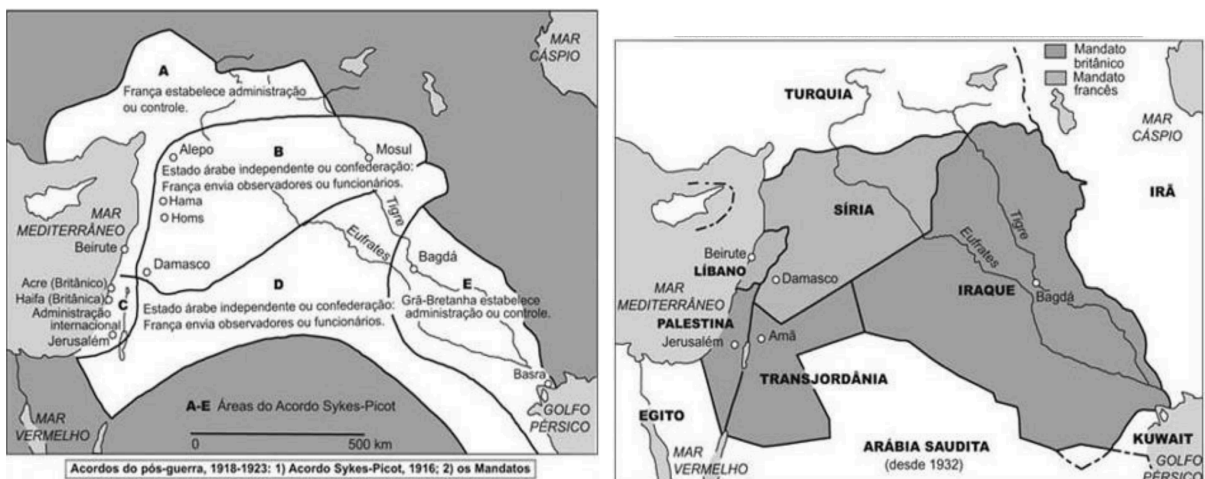 MAR
CÁSPIO
A
França estabelece administração
ou controle.
Alepo
B
Mosul
Estado árabe independente ou confederação:
França envia observadores ou funcionários.
Hama
Homs
Tigre
MAR
MEDITERRÂNEO
Beirute
Eufrates
Damasco
Bagdá
Acre (Britânico)
Haifa (Britânica)
C
D
E
Administração
internacional
Jerusalém
Estado árabe independente ou confederação:
França envia observadores ou funcionários.
Grã-Bretanha estabelece
administração ou controle.
Basra
A-E Áreas do Acordo Sykes-Picot
0 500 km
MAR
VERMELHO
GOLFO
PÉRSICO
Acordos do pós-guerra, 1918-1923: 1) Acordo Sykes-Picot, 1916; 2) os Mandatos
Mandato
britânico
Mandato
francês
TURQUIA
MAR
CÁSPIO
IRÃ
SÍRIA
Tigre
Eufrates
MAR
MEDITERRÂNEO
Beirute
LÍBANO
Damasco
IRAQUE
Bagdá
PALESTINA
Jerusalém
Amã
TRANSJORDÂNIA
EGITO
MAR
VERMELHO
ARÁBIA SAUDITA
(desde 1932)
KUWAIT
GOLFO
PÉRSICO